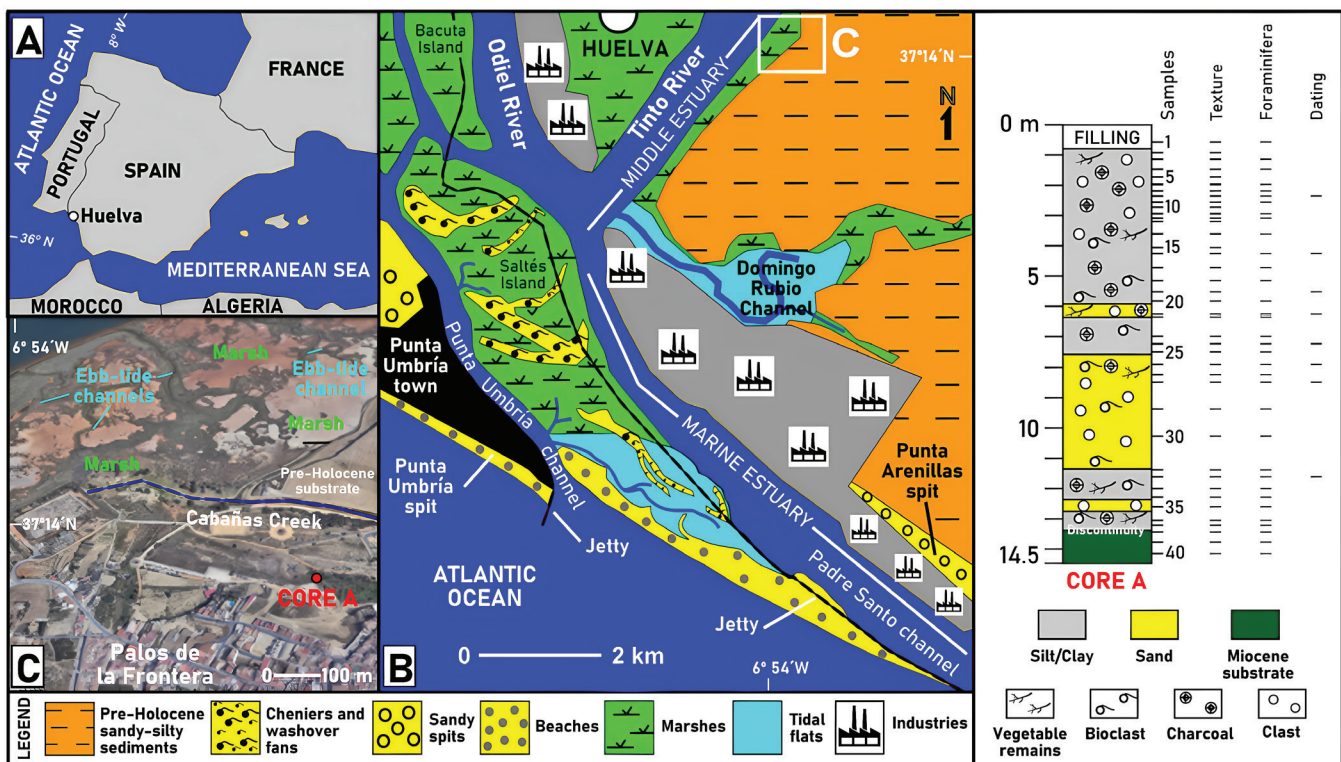 A
8° W
ATLANTIC OCEAN
FRANCE
PORTUGAL
SPAIN
Huelva
36° N
MEDITERRANEAN SEA
MOROCCO
ALGERIA
6° 54´W
Marsh
Ebb-tide
channels
Ebb-tide
channel
Marsh
Marsh
Pre-Holocene
substrate
37°14´N
Cabañas Creek
CORE A
Palos de
la Frontera
0 100 m
C
Bacuta
Island
Odiel River
HUELVA
C
37°14´N
N
Tinto River
MIDDLE ESTUARY
Saltés
Island
Domingo
Rubio
Channel
Punta
Umbría
town
Punta Umbría channel
MARINE ESTUARY
Punta
Arenillas
spit
Punta
Umbría
spit
Jetty
Padre Santo channel
ATLANTIC
OCEAN
Jetty
0 2 km
6° 54´W
B
LEGEND
Pre-Holocene
sandy-silty
sediments
Cheniers and
washover
fans
Sandy
spits
Beaches
Marshes
Tidal
flats
Industries
Samples
Texture
Foraminifera
Dating
0 m
FILLING
1
5
10
15
5
20
25
10
30
35
Discontinuity
14.5
40
CORE A
Silt/Clay
Sand
Miocene
substrate
Vegetable
remains
Bioclast
Charcoal
Clast